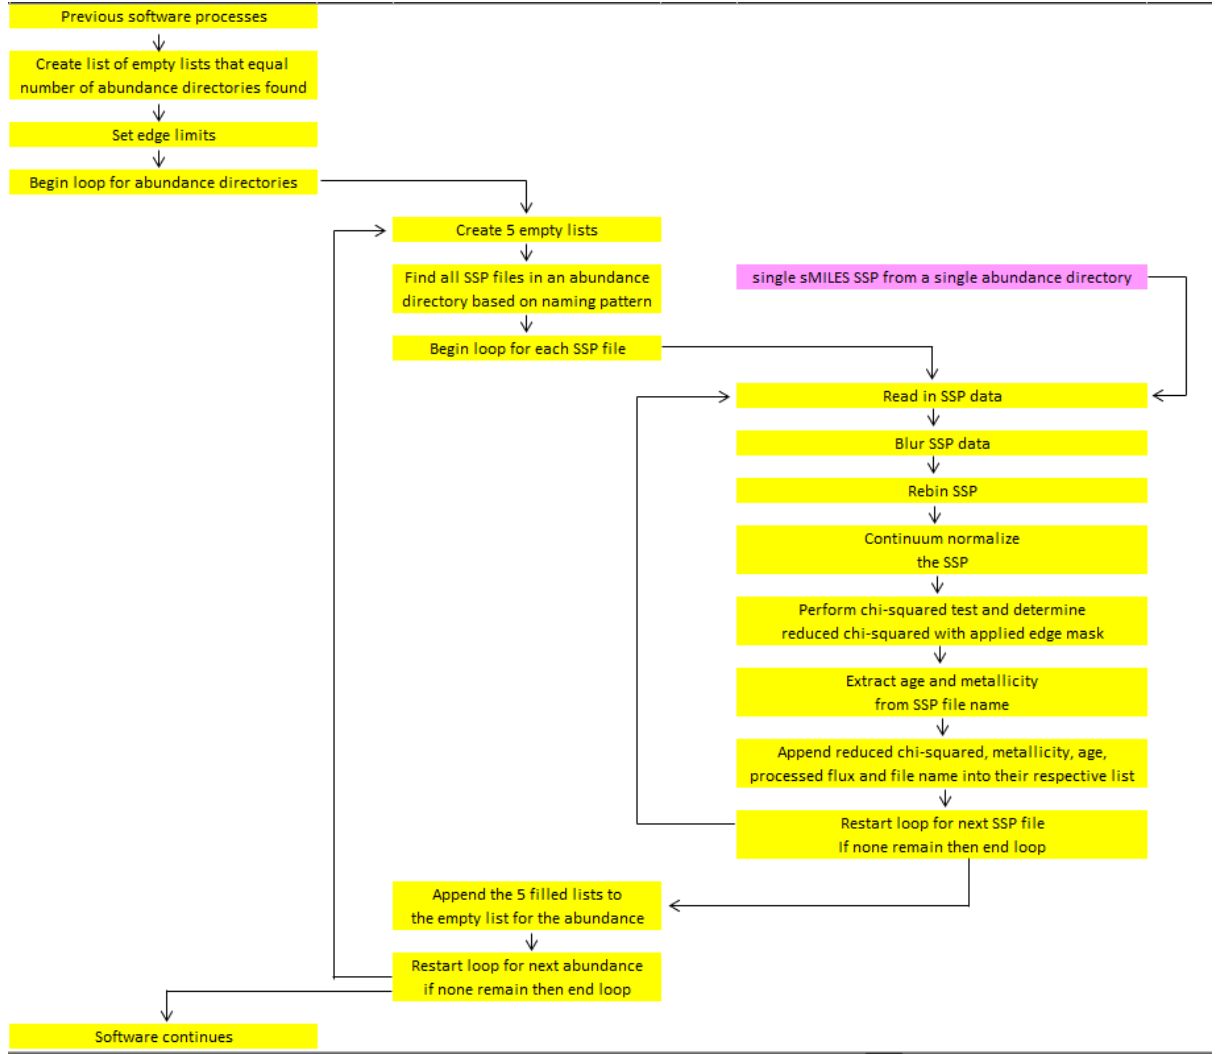 Previous software processes
Create list of empty lists that equal
number of abundance directories found
Set edge limits
Begin loop for abundance directories
Create 5 empty lists
Find all SSP files in an abundance
directory based on naming pattern
single sMILES SSP from a single abundance directory
Begin loop for each SSP file
Read in SSP data
Blur SSP data
Rebin SSP
Continuum normalize
the SSP
Perform chi-squared test and determine
reduced chi-squared with applied edge mask
Extract age and metallicity
from SSP file name
Append reduced chi-squared, metallicity, age,
processed flux and file name into their respective list
Restart loop for next SSP file
If none remain then end loop
Append the 5 filled lists to
the empty list for the abundance
Restart loop for next abundance
if none remain then end loop
Software continues